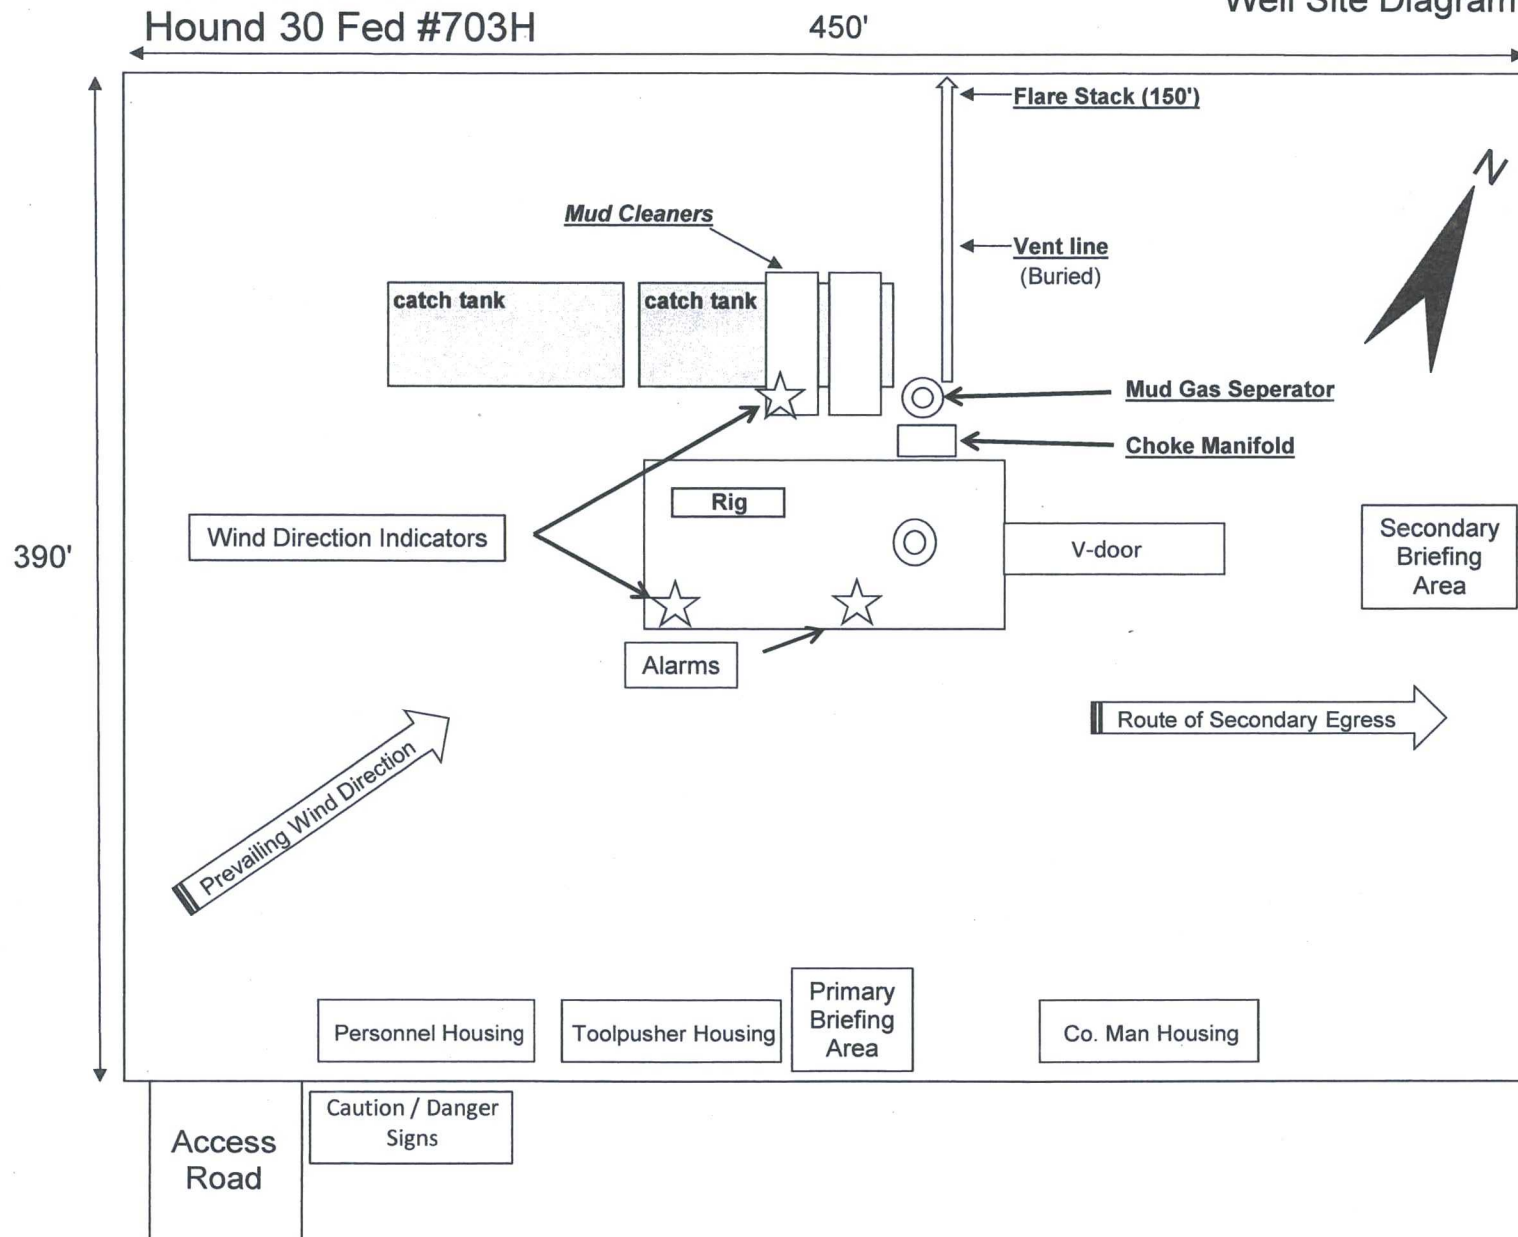 Well Site Diagram
Hound 30 Fed #703H
450'
Flare Stack (150')
N
Mud Cleaners
Vent line
(Buried)
catch tank
catch tank
Mud Gas Seperator
Choke Manifold
Rig
Wind Direction Indicators
V-door
Secondary
Briefing
Area
390'
Alarms
Route of Secondary Egress
Prevailing Wind Direction
Primary
Briefing
Area
Personnel Housing
Toolpusher Housing
Co. Man Housing
Caution / Danger
Signs
Access
Road